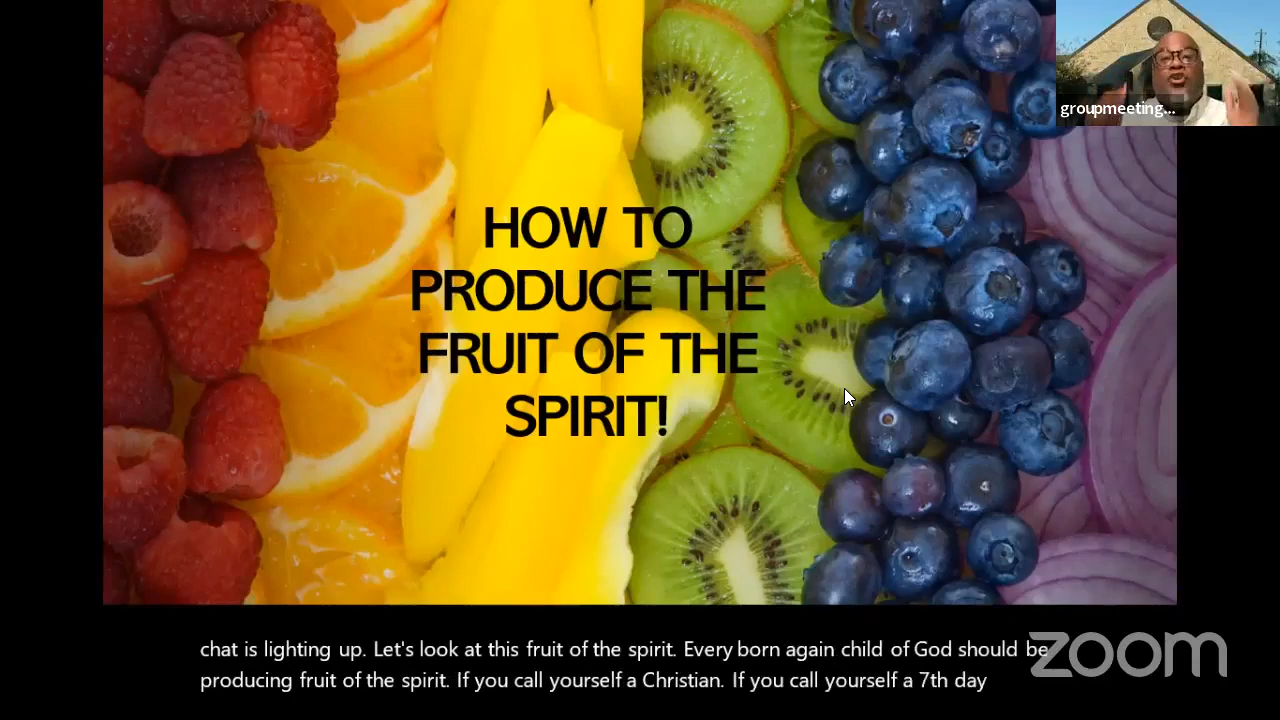 groupmeeting...
HOW TO
PRODUCE THE
FRUIT OF THE
SPIRIT!
chat is lighting up. Let's look at this fruit of the spirit. Every born again child of God should be
producing fruit of the spirit. If you call yourself a Christian. If you call yourself a 7th day
zoom